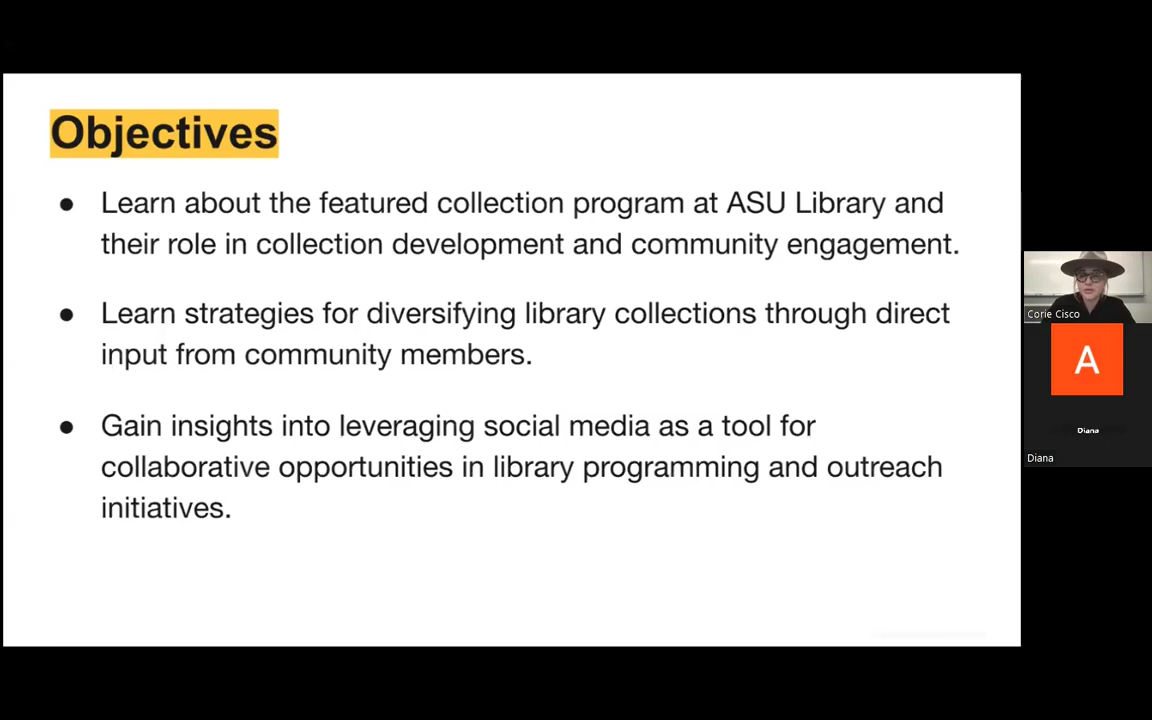 Objectives
● Learn about the featured collection program at ASU Library and
their role in collection development and community engagement.
● Learn strategies for diversifying library collections through direct
input from community members.
● Gain insights into leveraging social media as a tool for
collaborative opportunities in library programming and outreach
initiatives.
Corie Cisco
A
Diana
Diana